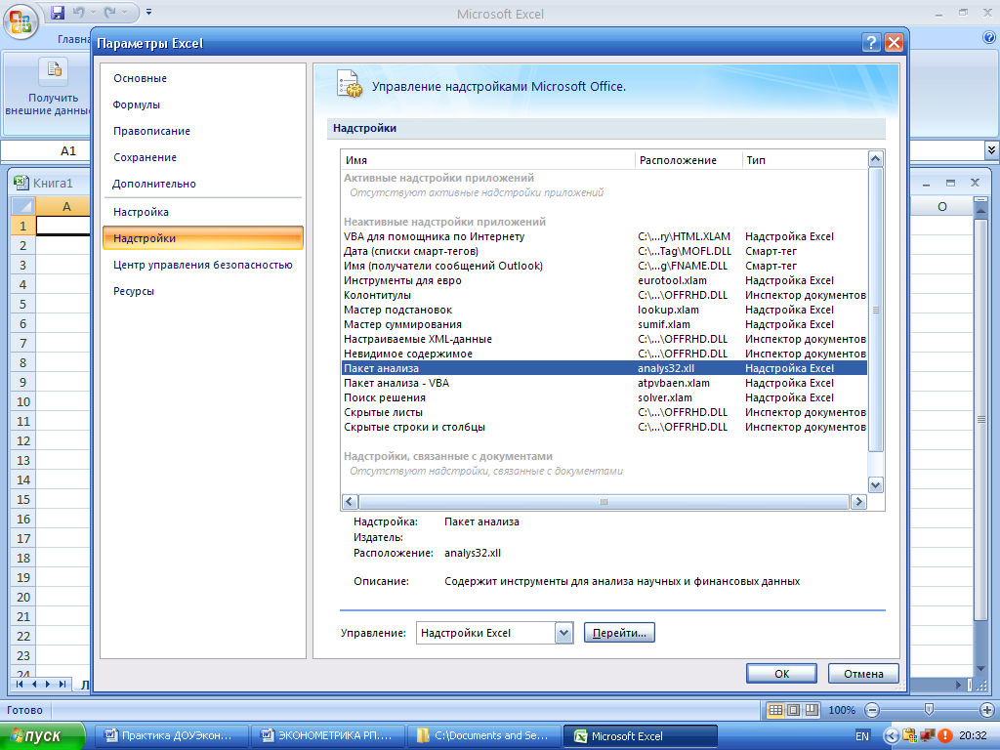 Microsoft Excel
Главна
Получить
внешние данны
A1
Книга1
A
O
1
2
3
4
5
6
7
8
9
10
11
12
13
14
15
16
17
18
19
20
21
22
23
24
Параметры Excel
Основные
Формулы
Правописание
Сохранение
Дополнительно
Настройка
Надстройки
Центр управления безопасностью
Ресурсы
Управление надстройками Microsoft Office.
Надстройки
Имя Расположение Тип
Активные надстройки приложений
Отсутствуют активные надстройки приложений
Неактивные надстройки приложений
VBA для помощника по Интернету C:\...ry\HTML.XLAM Надстройка Excel
Дата (списки смарт-тегов) C:\...Tag\MOFL.DLL Смарт-тег
Имя (получатели сообщений Outlook) C:\...g\FNAME.DLL Смарт-тег
Инструменты для евро eurotool.xlam Надстройка Excel
Колонтитулы C:\...\OFFRHD.DLL Инспектор документов
Мастер подстановок lookup.xlam Надстройка Excel
Мастер суммирования sumif.xlam Надстройка Excel
Настраиваемые XML-данные C:\...\OFFRHD.DLL Инспектор документов
Невидимое содержимое C:\...\OFFRHD.DLL Инспектор документов
Пакет анализа analys32.xll Надстройка Excel
Пакет анализа - VBA atpvbaen.xlam Надстройка Excel
Поиск решения solver.xlam Надстройка Excel
Скрытые листы C:\...\OFFRHD.DLL Инспектор документов
Скрытые строки и столбцы C:\...\OFFRHD.DLL Инспектор документов
Надстройки, связанные с документами
Отсутствуют надстройки, связанные с документами
Надстройка: Пакет анализа
Издатель:
Расположение: analys32.xll
Описание: Содержит инструменты для анализа научных и финансовых данных
Управление: Надстройки Excel Перейти...
ОК Отмена
Л
Готово 100%
пуск Практика ДОУЭкон... ЭКОНОМЕТРИКА РП.... C:\Documents and Se... Microsoft Excel EN 20:32